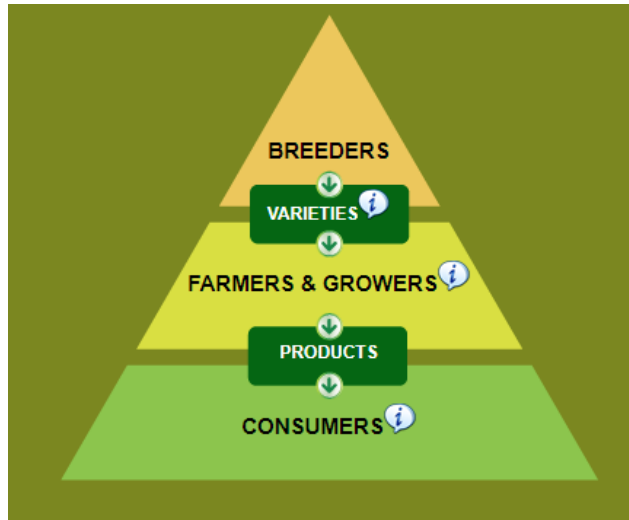 BREEDERS
VARIETIES i
FARMERS & GROWERS i
PRODUCTS
CONSUMERS i